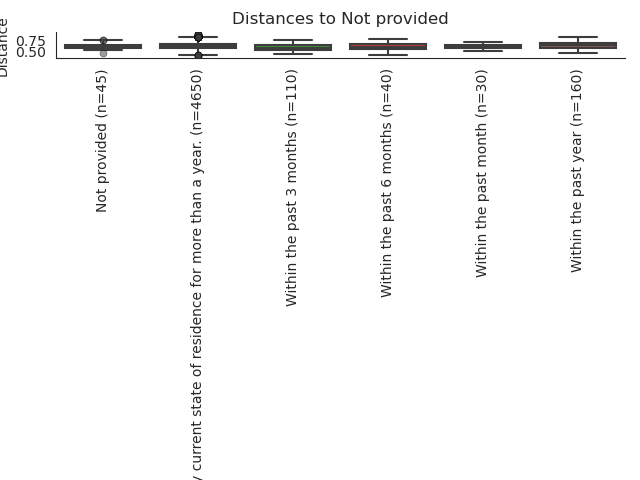 Distances to Not provided
Distance
0.75
0.50
Not provided (n=45)
current state of residence for more than a year. (n=4650)
Within the past 3 months (n=110)
Within the past 6 months (n=40)
Within the past month (n=30)
Within the past year (n=160)